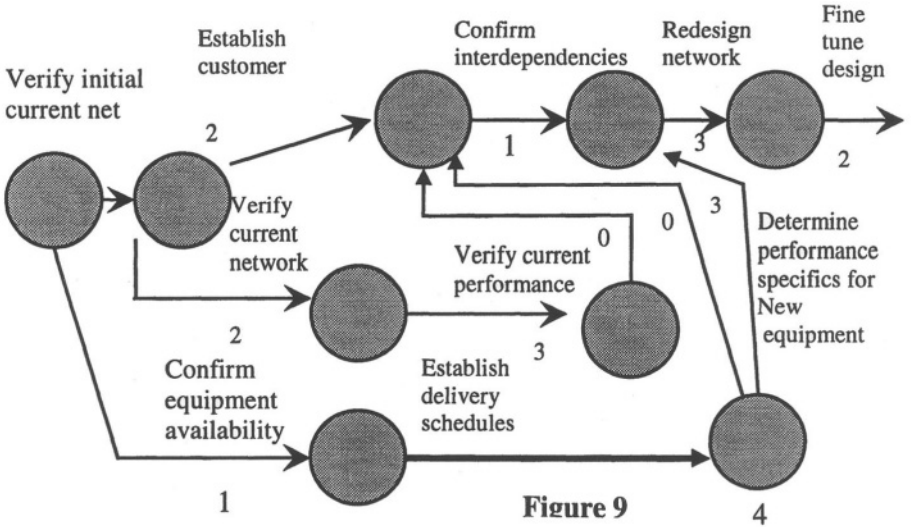 Verify initial
current net
Establish
customer
2
Confirm
interdependencies
1
Redesign
network
3
Fine
tune
design
2
Verify
current
network
2
Verify current
performance
3
0
0
3
Determine
performance
specifics for
New
equipment
Confirm
equipment
availability
1
Establish
delivery
schedules
4
Figure 9